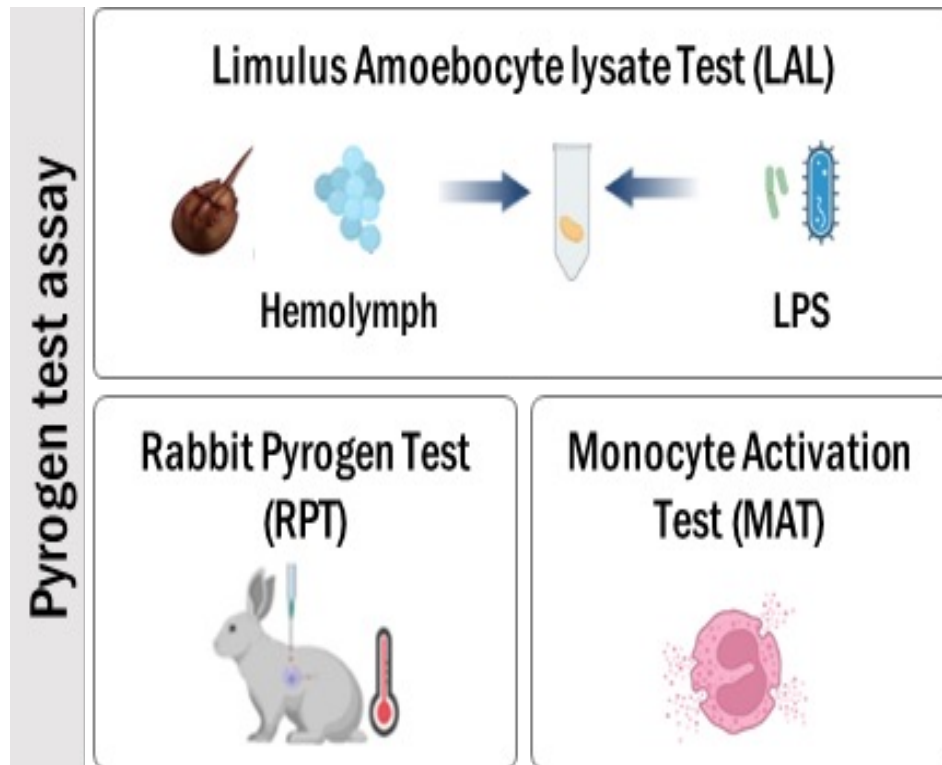 Pyrogen test assay
Limulus Amoebocyte lysate Test (LAL)
Hemolymph
LPS
Rabbit Pyrogen Test
(RPT)
Monocyte Activation
Test (MAT)